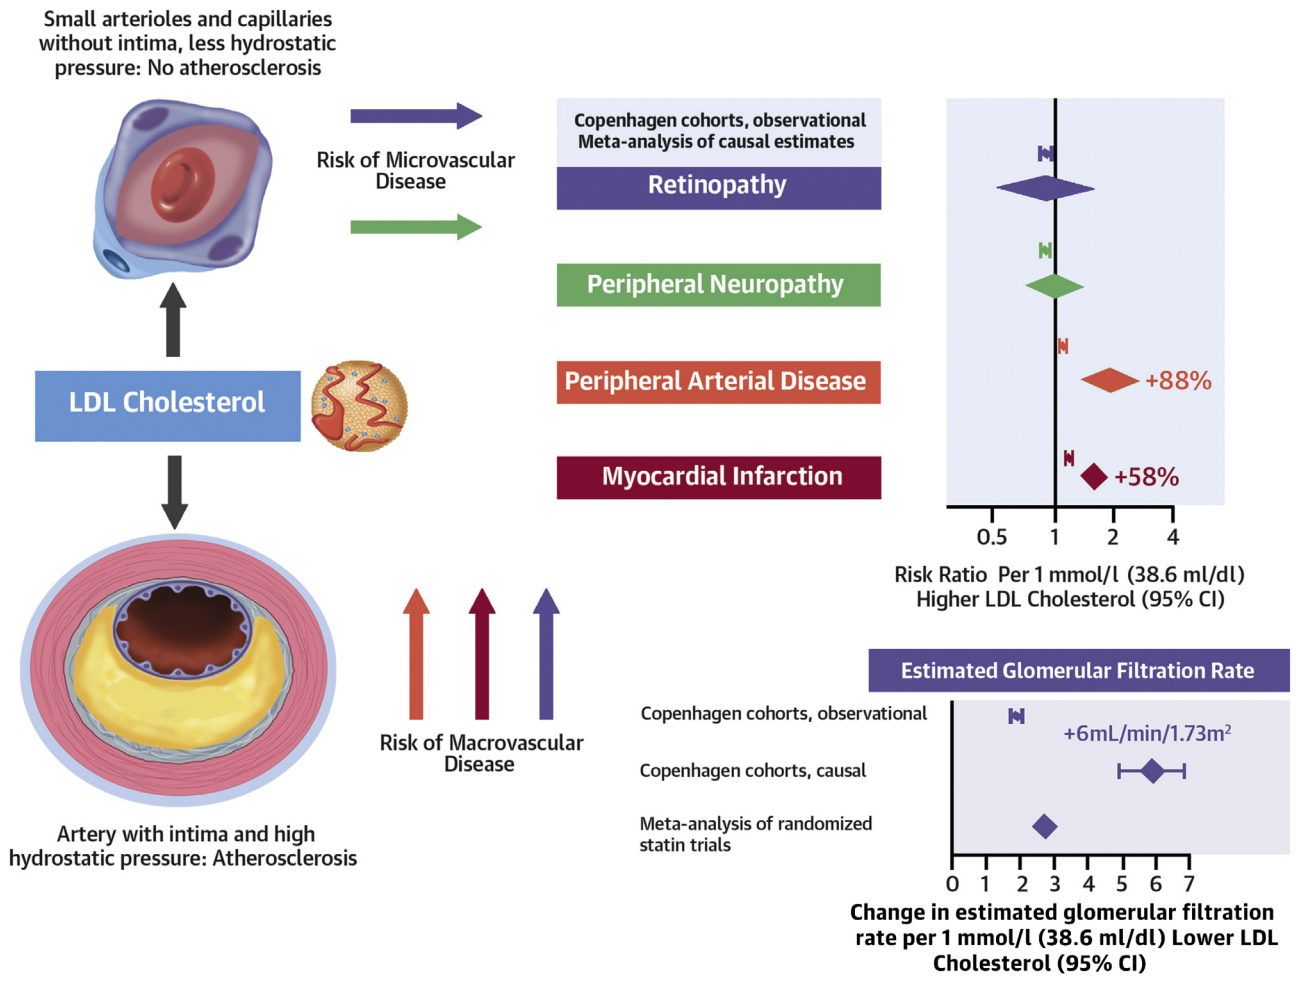 Small arterioles and capillaries
without intima, less hydrostatic
pressure: No atherosclerosis
Risk of Microvascular
Disease
LDL Cholesterol
Risk of Macrovascular
Disease
Artery with intima and high
hydrostatic pressure: Atherosclerosis
Copenhagen cohorts, observational
Meta-analysis of causal estimates
Retinopathy
Peripheral Neuropathy
Peripheral Arterial Disease
Myocardial Infarction
+88%
+58%
0.5 1 2 4
Risk Ratio Per 1 mmol/l (38.6 ml/dl)
Higher LDL Cholesterol (95% CI)
Estimated Glomerular Filtration Rate
Copenhagen cohorts, observational
+6mL/min/1.73m²
Copenhagen cohorts, causal
Meta-analysis of randomized
statin trials
0 1 2 3 4 5 6 7
Change in estimated glomerular filtration
rate per 1 mmol/l (38.6 ml/dl) Lower LDL
Cholesterol (95% CI)